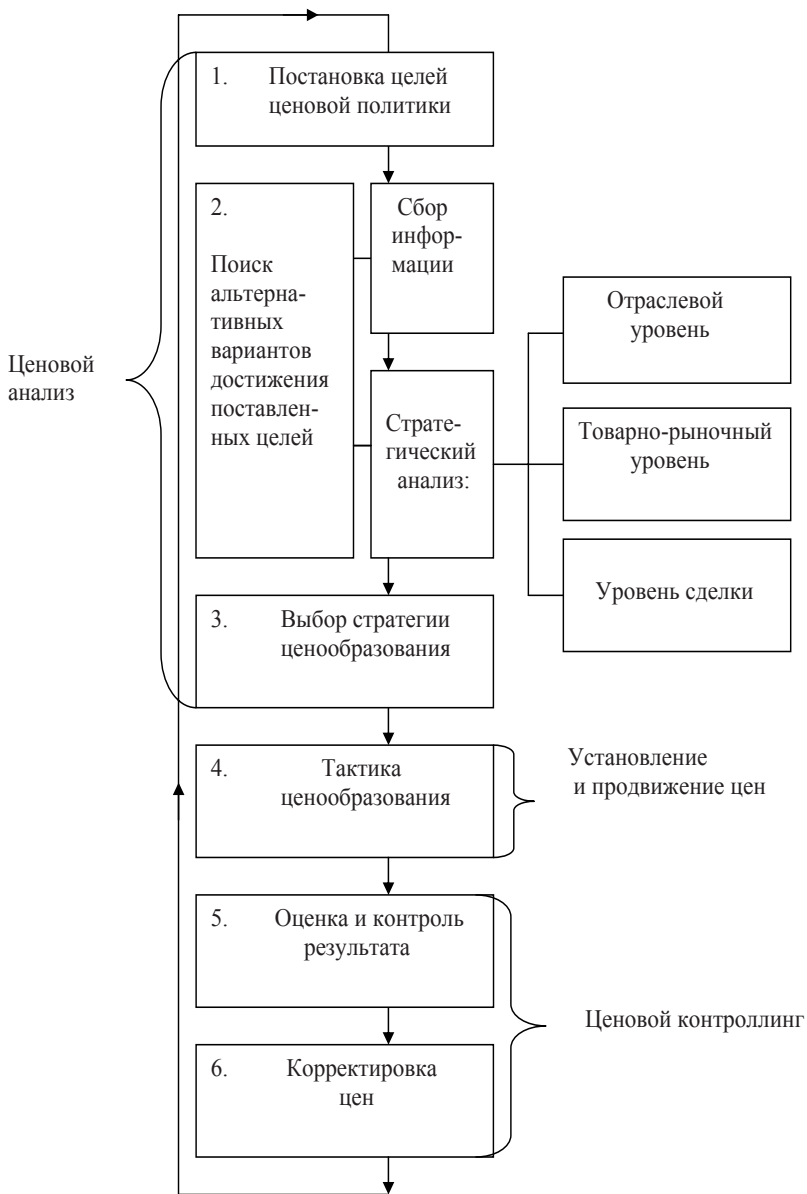 1. Постановка целей
ценовой политики
2.
Поиск
альтерна-
тивных
вариантов
достижения
поставлен-
ных целей
Сбор
инфор-
мации
Страте-
гический
анализ:
Отраслевой
уровень
Товарно-рыночный
уровень
Уровень сделки
Ценовой
анализ
3. Выбор стратегии
ценообразования
4. Тактика
ценообразования
Установление
и продвижение цен
5. Оценка и контроль
результата
6. Корректировка
цен
Ценовой контроллинг